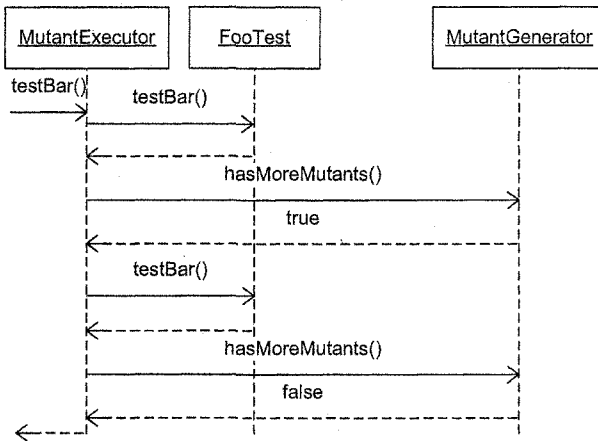 MutantExecutor
FooTest
MutantGenerator
testBar()
testBar()
hasMoreMutants()
true
testBar()
hasMoreMutants()
false